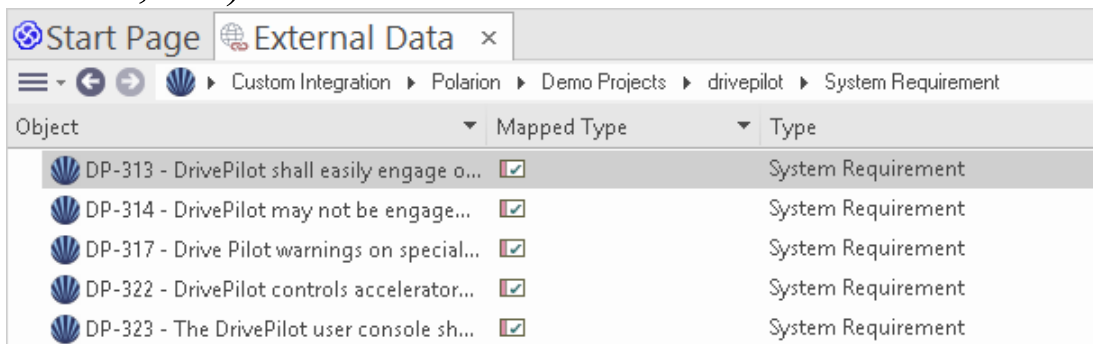 Start Page External Data ×
Custom Integration Polarion Demo Projects drivepilot System Requirement
Object Mapped Type Type
DP-313 - DrivePilot shall easily engage o... System Requirement
DP-314 - DrivePilot may not be engage... System Requirement
DP-317 - Drive Pilot warnings on special... System Requirement
DP-322 - DrivePilot controls accelerator... System Requirement
DP-323 - The DrivePilot user console sh... System Requirement